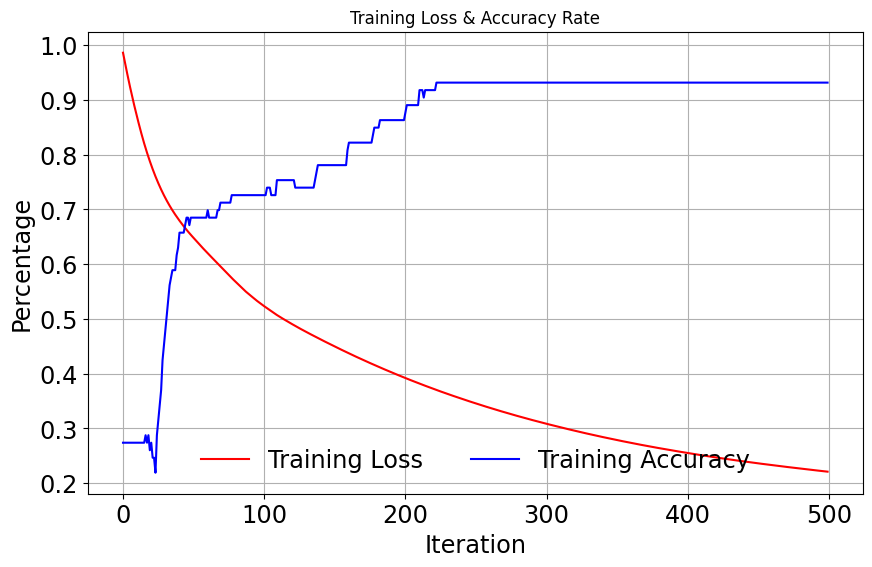 Training Loss & Accuracy Rate
1.0
0.9
0.8
0.7
0.6
0.5
0.4
0.3
0.2
Percentage
Training Loss
Training Accuracy
0 100 200 300 400 500
Iteration